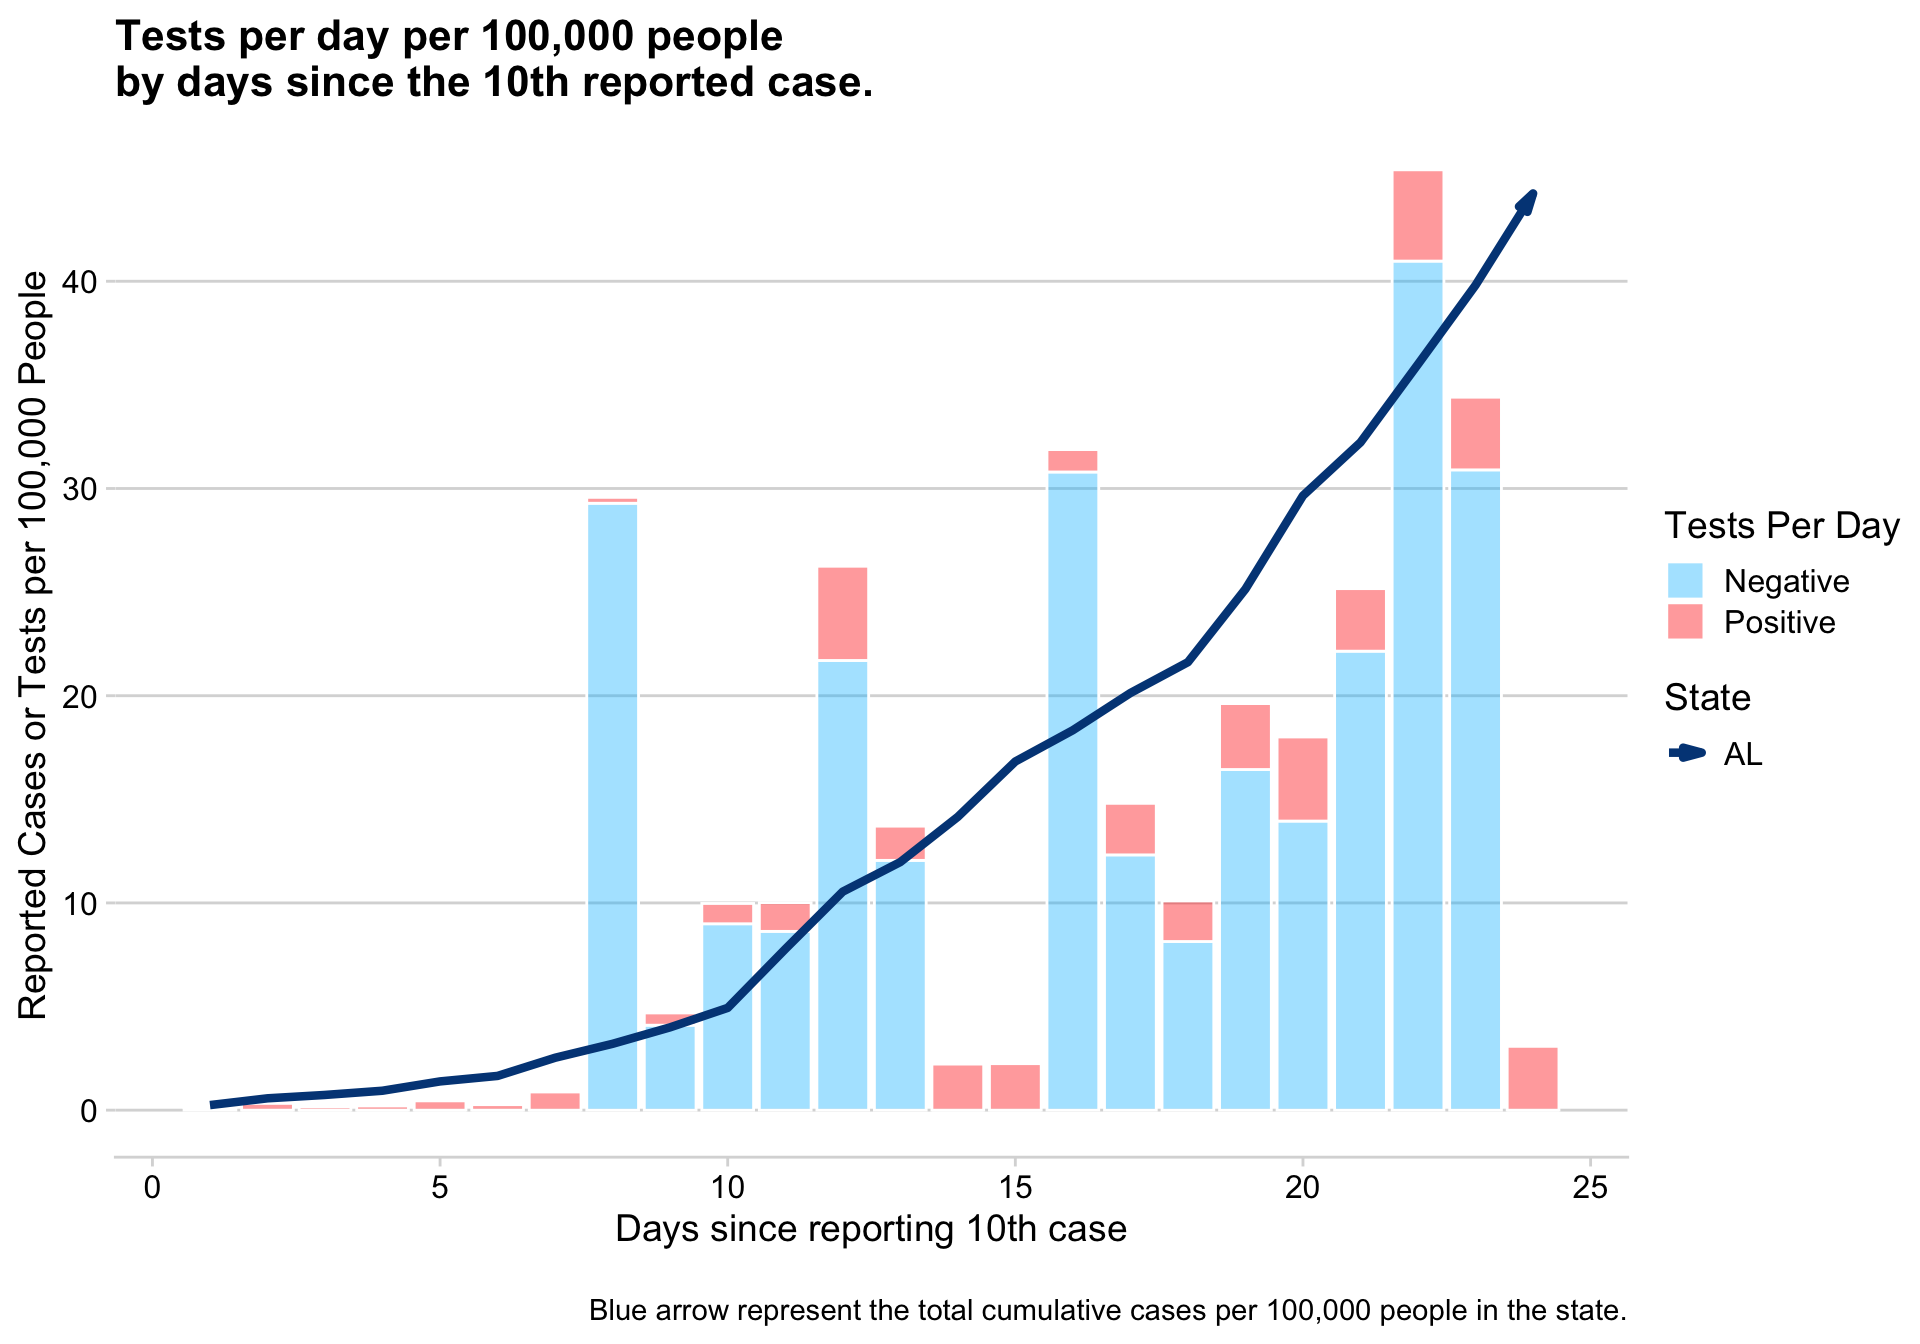 Tests per day per 100,000 people
by days since the 10th reported case.
Reported Cases or Tests per 100,000 People
40
30
20
10
0
0
5
10
15
20
25
Days since reporting 10th case
Tests Per Day
Negative
Positive
State
AL
Blue arrow represent the total cumulative cases per 100,000 people in the state.